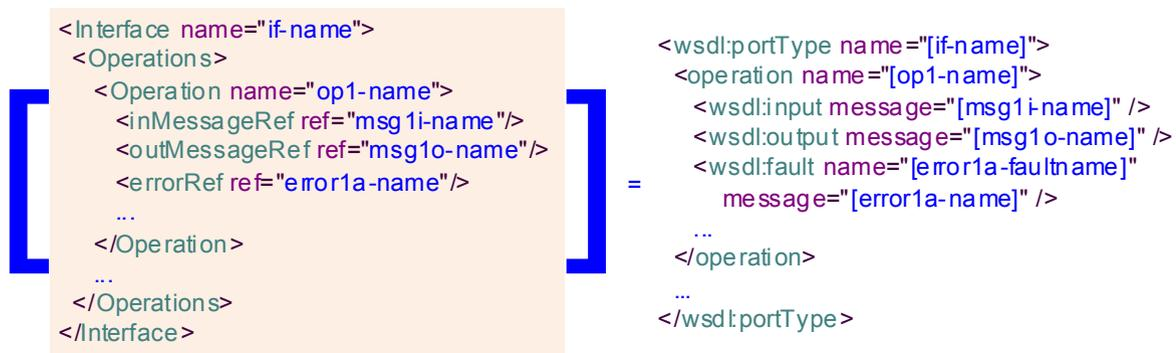 <Interface name="if-name">
<Operations>
<Operation name="op1-name">
<inMessageRef ref="msg1i-name"/>
<outMessageRef ref="msg1o-name"/>
<errorRef ref="error1a-name"/>
...
</Operation>
...
</Operations>
</Interface>
=
<wsdl:portType name="[if-name]">
<operation name="[op1-name]">
<wsdl:input message="[msg1i-name]" />
<wsdl:output message="[msg1o-name]" />
<wsdl:fault name="[error1a-faultname]"
message="[error1a-name]" />
...
</operation>
...
</wsdl:portType>